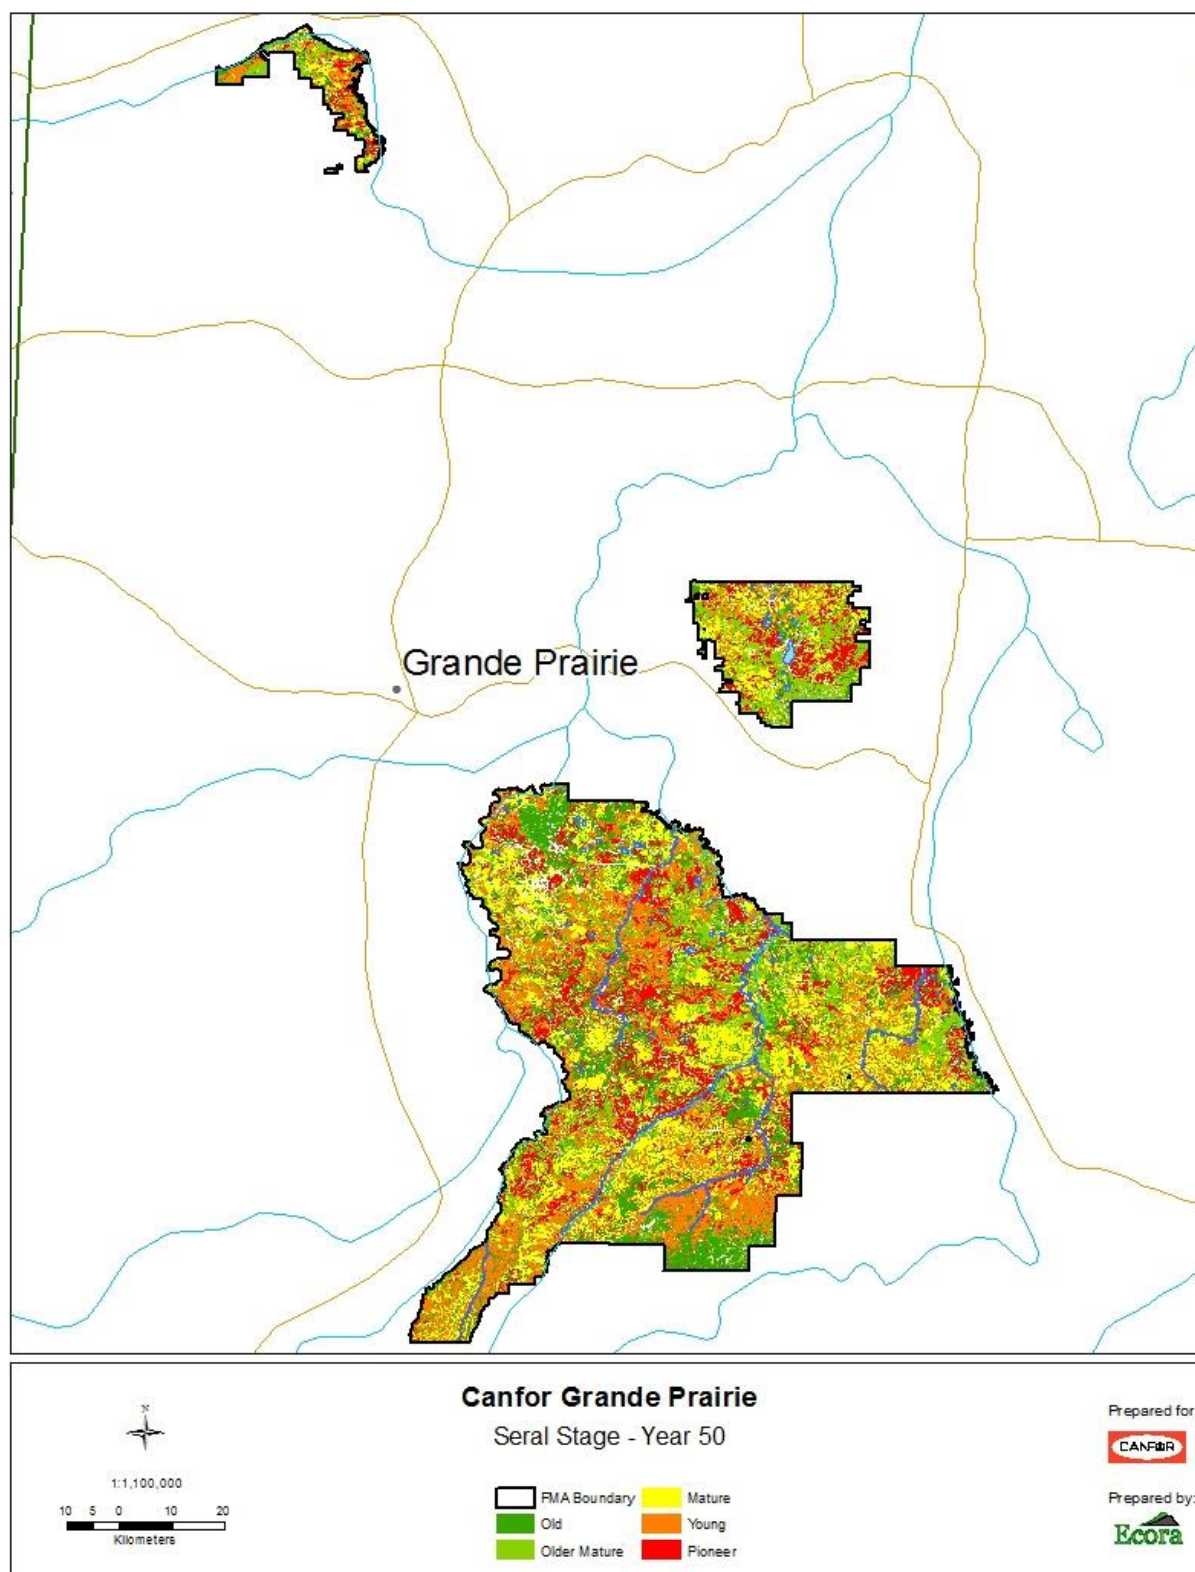 Grande Prairie
Canfor Grande Prairie
Seral Stage - Year 50
N
1:1,100,000
10 5 0 10 20
Kilometers
FMA Boundary
Old
Older Mature
Mature
Young
Pioneer
Prepared for
CANFOR
Prepared by:
Ecora